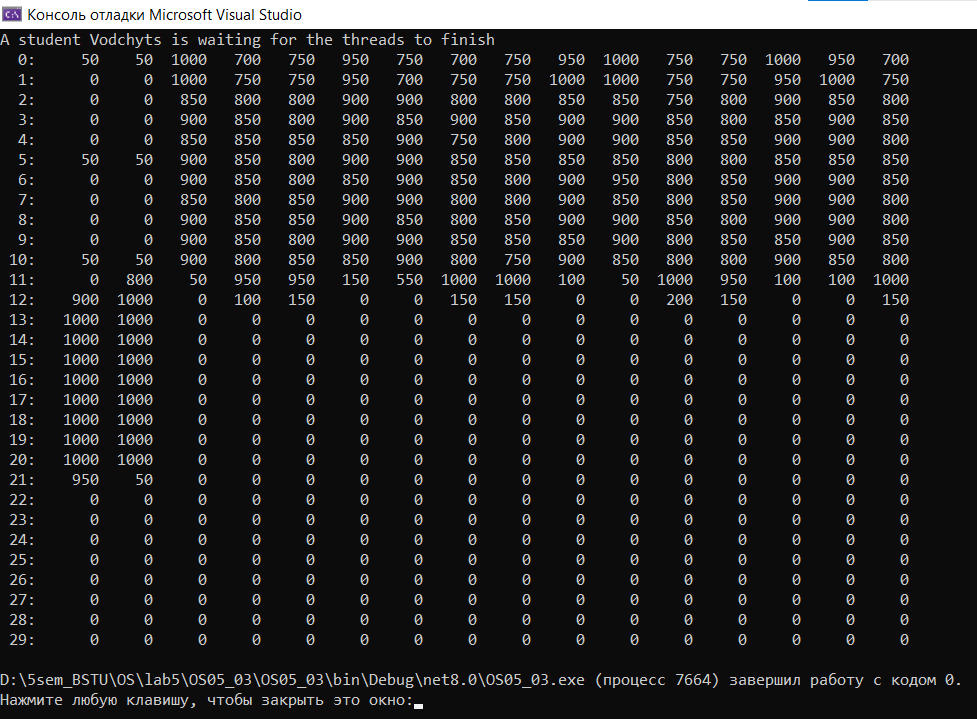 Консоль отладки Microsoft Visual Studio
A student Vodchyts is waiting for the threads to finish
0: 50 50 1000 700 750 950 750 700 750 950 1000 750 750 1000 950 700
1: 0 0 1000 750 750 950 700 750 750 1000 1000 750 750 950 1000 750
2: 0 0 850 800 800 900 900 800 800 850 850 750 800 900 850 800
3: 0 0 900 850 800 900 850 900 850 900 900 850 800 850 900 850
4: 0 0 850 850 850 850 900 750 800 900 900 850 850 900 900 800
5: 50 50 900 850 800 900 900 850 850 850 850 800 800 850 900 850
6: 0 0 900 850 800 850 900 850 800 900 950 800 850 900 900 850
7: 0 0 850 850 800 900 900 800 800 900 850 850 800 900 900 800
8: 0 0 900 850 850 900 850 800 850 900 900 850 800 900 900 800
9: 0 0 900 850 800 900 900 850 850 850 900 800 850 850 900 850
10: 50 50 900 800 850 850 900 800 750 900 850 800 800 900 850 800
11: 0 800 50 950 950 150 550 1000 1000 100 50 1000 950 100 100 1000
12: 900 1000 0 100 150 0 0 150 150 0 0 200 150 0 0 150
13: 1000 1000 0 0 0 0 0 0 0 0 0 0 0 0 0 0
14: 1000 1000 0 0 0 0 0 0 0 0 0 0 0 0 0 0
15: 1000 1000 0 0 0 0 0 0 0 0 0 0 0 0 0 0
16: 1000 1000 0 0 0 0 0 0 0 0 0 0 0 0 0 0
17: 1000 1000 0 0 0 0 0 0 0 0 0 0 0 0 0 0
18: 1000 1000 0 0 0 0 0 0 0 0 0 0 0 0 0 0
19: 1000 1000 0 0 0 0 0 0 0 0 0 0 0 0 0 0
20: 1000 1000 0 0 0 0 0 0 0 0 0 0 0 0 0 0
21: 950 50 0 0 0 0 0 0 0 0 0 0 0 0 0 0
22: 0 0 0 0 0 0 0 0 0 0 0 0 0 0 0 0
23: 0 0 0 0 0 0 0 0 0 0 0 0 0 0 0 0
24: 0 0 0 0 0 0 0 0 0 0 0 0 0 0 0 0
25: 0 0 0 0 0 0 0 0 0 0 0 0 0 0 0 0
26: 0 0 0 0 0 0 0 0 0 0 0 0 0 0 0 0
27: 0 0 0 0 0 0 0 0 0 0 0 0 0 0 0 0
28: 0 0 0 0 0 0 0 0 0 0 0 0 0 0 0 0
29: 0 0 0 0 0 0 0 0 0 0 0 0 0 0 0 0
D:\5sem_BSTU\OS\lab5\OS05_03\OS05_03\bin\Debug\net8.0\OS05_03.exe (процесс 7664) завершил работу с кодом 0.
Нажмите любую клавишу, чтобы закрыть это окно: